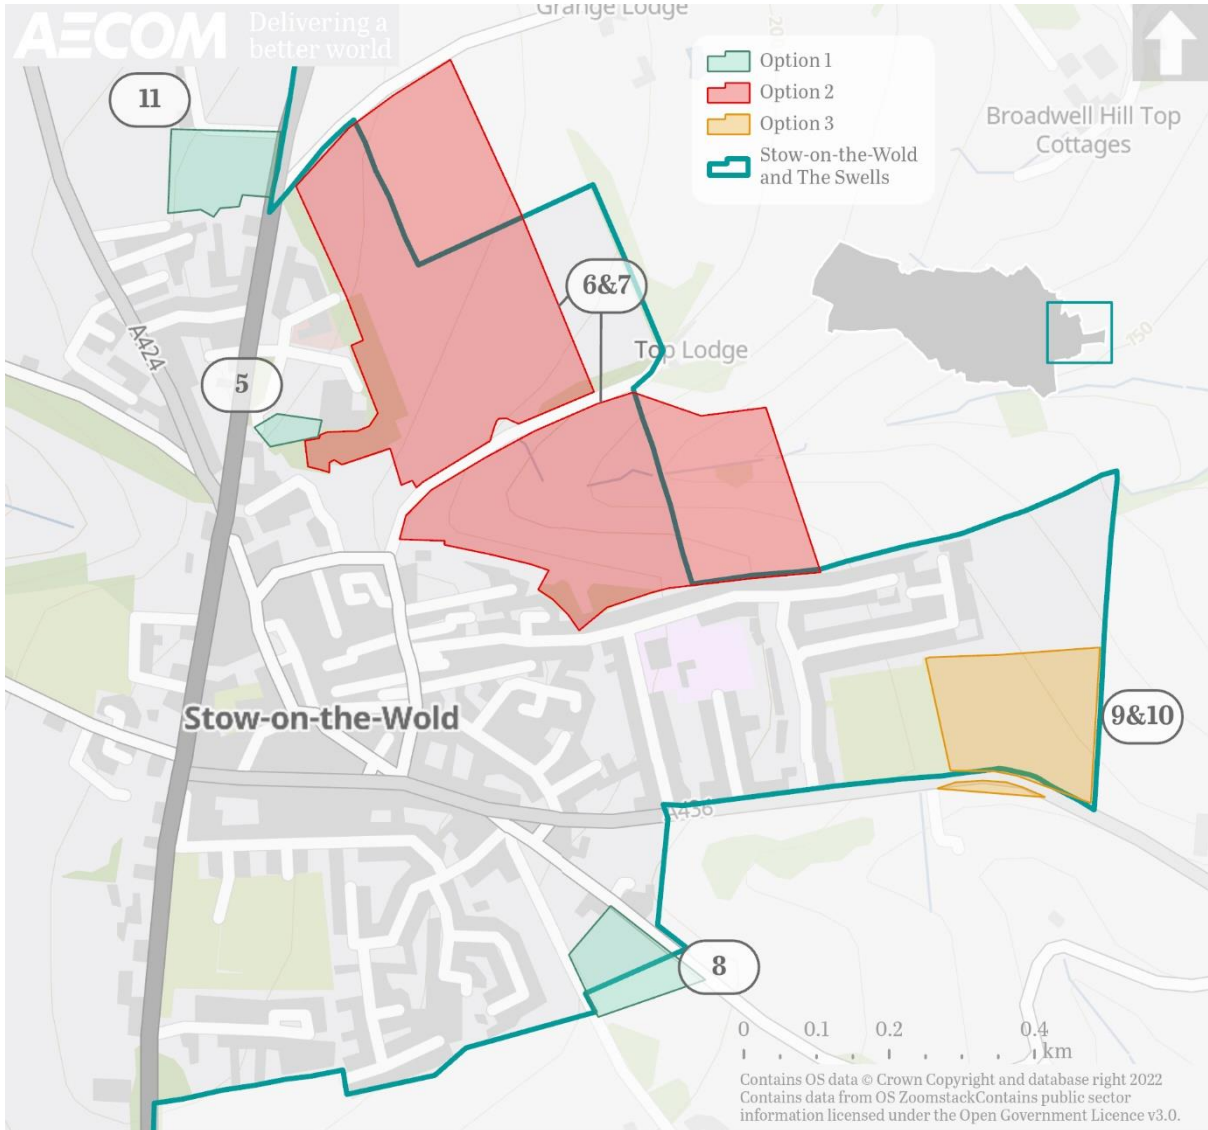 Grange Lodge
AECOM
Delivering a
better world
200
Option 1
Option 2
Option 3
Stow-on-the-Wold
and The Swells
11
Broadwell Hill Top
Cottages
6&7
A424
Top Lodge
150
5
Stow-on-the-Wold
9&10
A436
8
0 0.1 0.2 0.4
km
Contains OS data © Crown Copyright and database right 2022
Contains data from OS ZoomstackContains public sector
information licensed under the Open Government Licence v3.0.